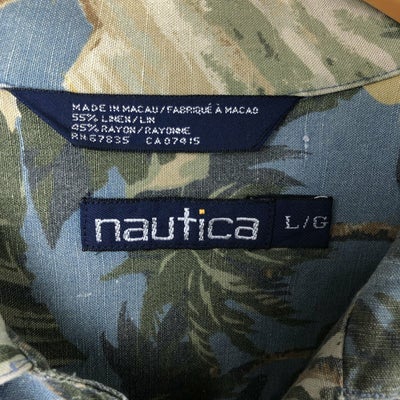 MADE IN MACAU/FABRIQUÉ À MACAO
55% LINEN/LIN
45% RAYON/RAYONNE
RN67835 CA07415
nautica
L/G